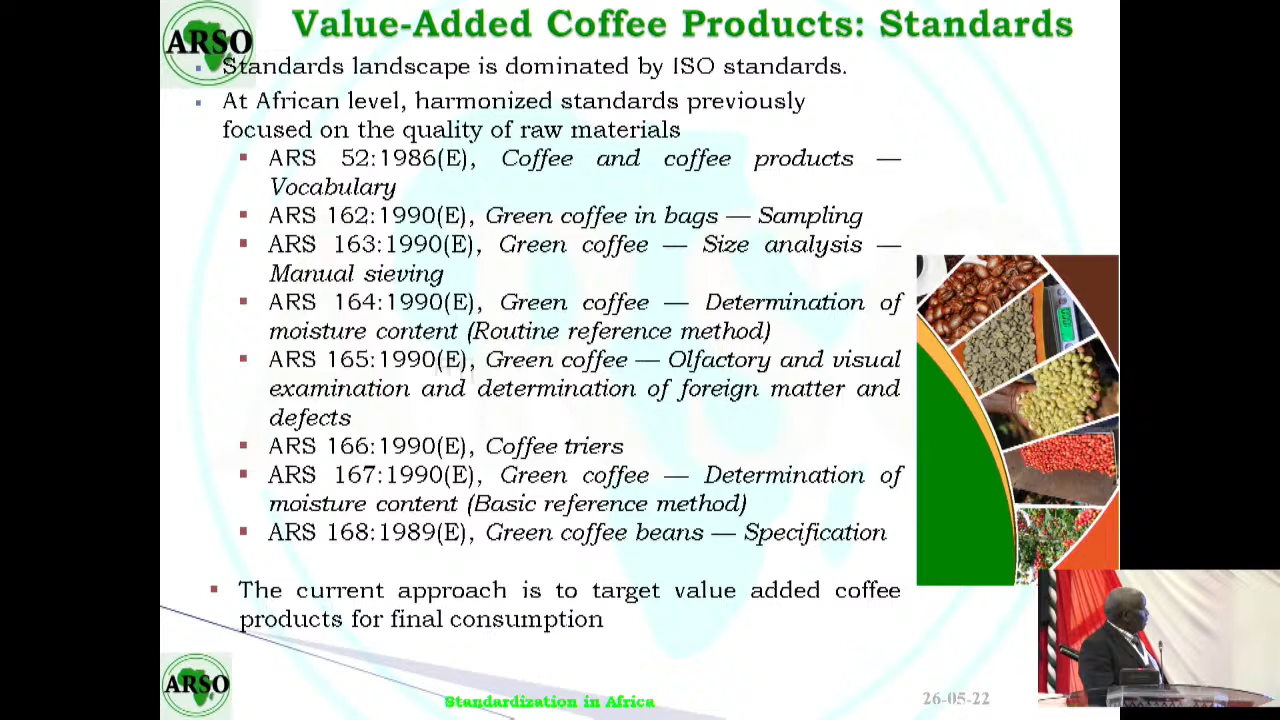 Value-Added Coffee Products: Standards
ARSO
Standards landscape is dominated by ISO standards.
At African level, harmonized standards previously
focused on the quality of raw materials
ARS 52:1986(E), Coffee and coffee products —
Vocabulary
ARS 162:1990(E), Green coffee in bags — Sampling
ARS 163:1990(E), Green coffee — Size analysis —
Manual sieving
ARS 164:1990(E), Green coffee — Determination of
moisture content (Routine reference method)
ARS 165:1990(E), Green coffee — Olfactory and visual
examination and determination of foreign matter and
defects
ARS 166:1990(E), Coffee triers
ARS 167:1990(E), Green coffee — Determination of
moisture content (Basic reference method)
ARS 168:1989(E), Green coffee beans — Specification
The current approach is to target value added coffee
products for final consumption
ARSO
Standardization in Africa
26-05-22